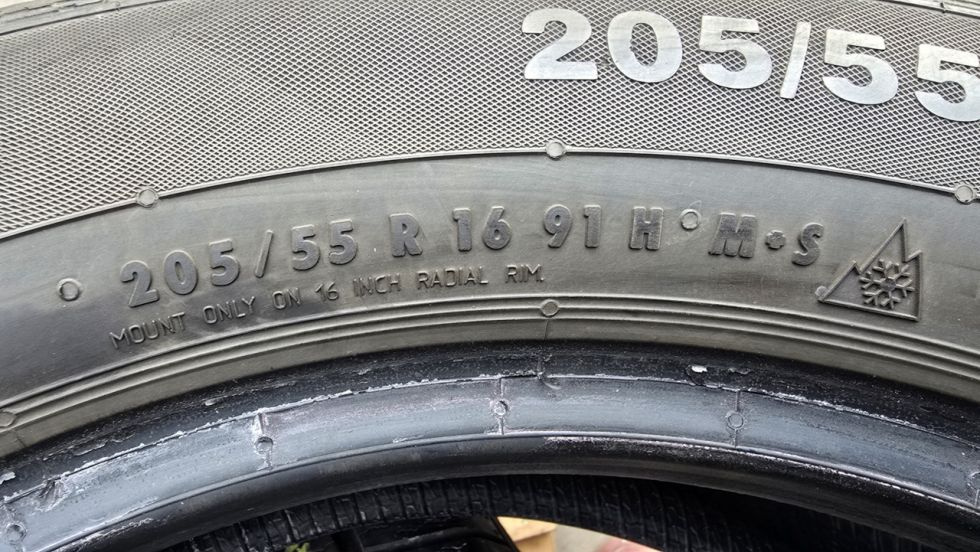 205/55
205/55 R 16 91 H M+S
MOUNT ONLY ON 16 INCH RADIAL RIM.